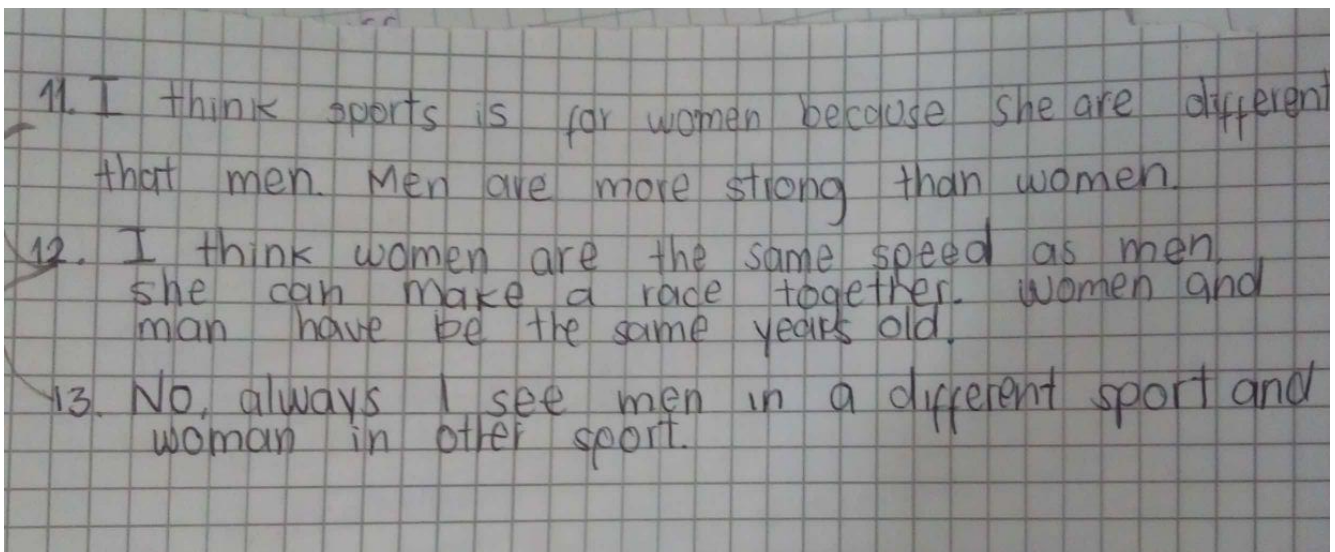 11. I think sports is for women because she are different
that men. Men are more strong than women.
12. I think women are the same speed as men
she can make a race together. Women and
man have be the same years old.
13. No, always I see men in a different sport and
woman in other sport.